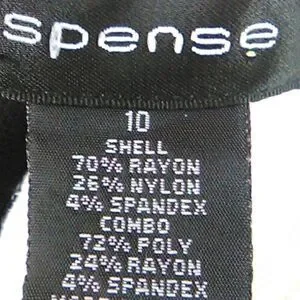 spense
10
SHELL
70% RAYON
26% NYLON
4% SPANDEX
COMBO
72% POLY
24% RAYON
4% SPANDEX